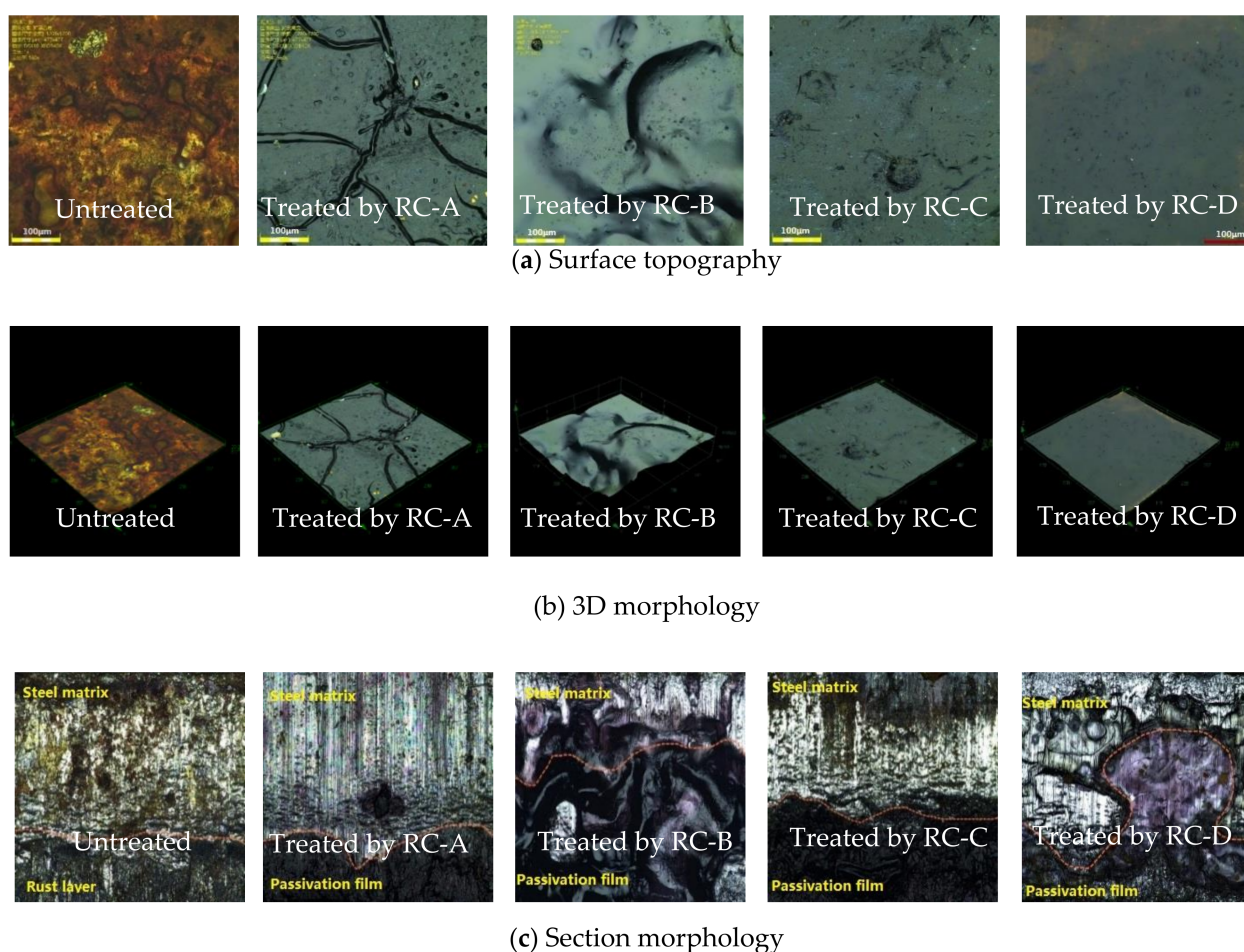 Untreated
100μm
Treated by RC-A
100μm
Treated by RC-B
100μm
Treated by RC-C
100μm
Treated by RC-D
100μm
(a) Surface topography
Untreated
Treated by RC-A
Treated by RC-B
Treated by RC-C
Treated by RC-D
(b) 3D morphology
Steel matrix
Untreated
Rust layer
Steel matrix
Treated by RC-A
Passivation film
Steel matrix
Treated by RC-B
Passivation film
Steel matrix
Treated by RC-C
Passivation film
Steel matrix
Treated by RC-D
Passivation film
(c) Section morphology